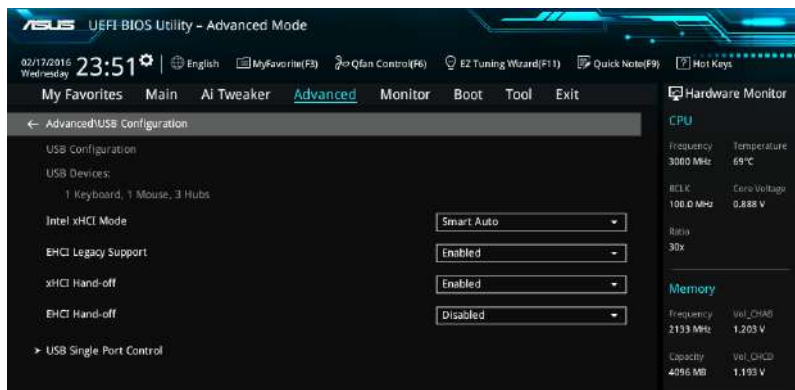 ASUS UEFI BIOS Utility – Advanced Mode
02/17/2016 Wednesday 23:51 English MyFavorite(F3) Qfan Control(F6) EZ Tuning Wizard(F11) Quick Note(F9) ? Hot Keys
My Favorites Main Ai Tweaker Advanced Monitor Boot Tool Exit Hardware Monitor
← Advanced\USB Configuration
USB Configuration
USB Devices:
1 Keyboard, 1 Mouse, 3 Hubs
Intel xHCI Mode Smart Auto
EHCI Legacy Support Enabled
xHCI Hand-off Enabled
EHCI Hand-off Disabled
> USB Single Port Control
CPU
Frequency Temperature
3000 MHz 69°C
BCLK Core Voltage
100.0 MHz 0.888 V
Ratio
30x
Memory
Frequency Vol_CHAB
2133 MHz 1.203 V
Capacity Vol_CHCD
4096 MB 1.193 V